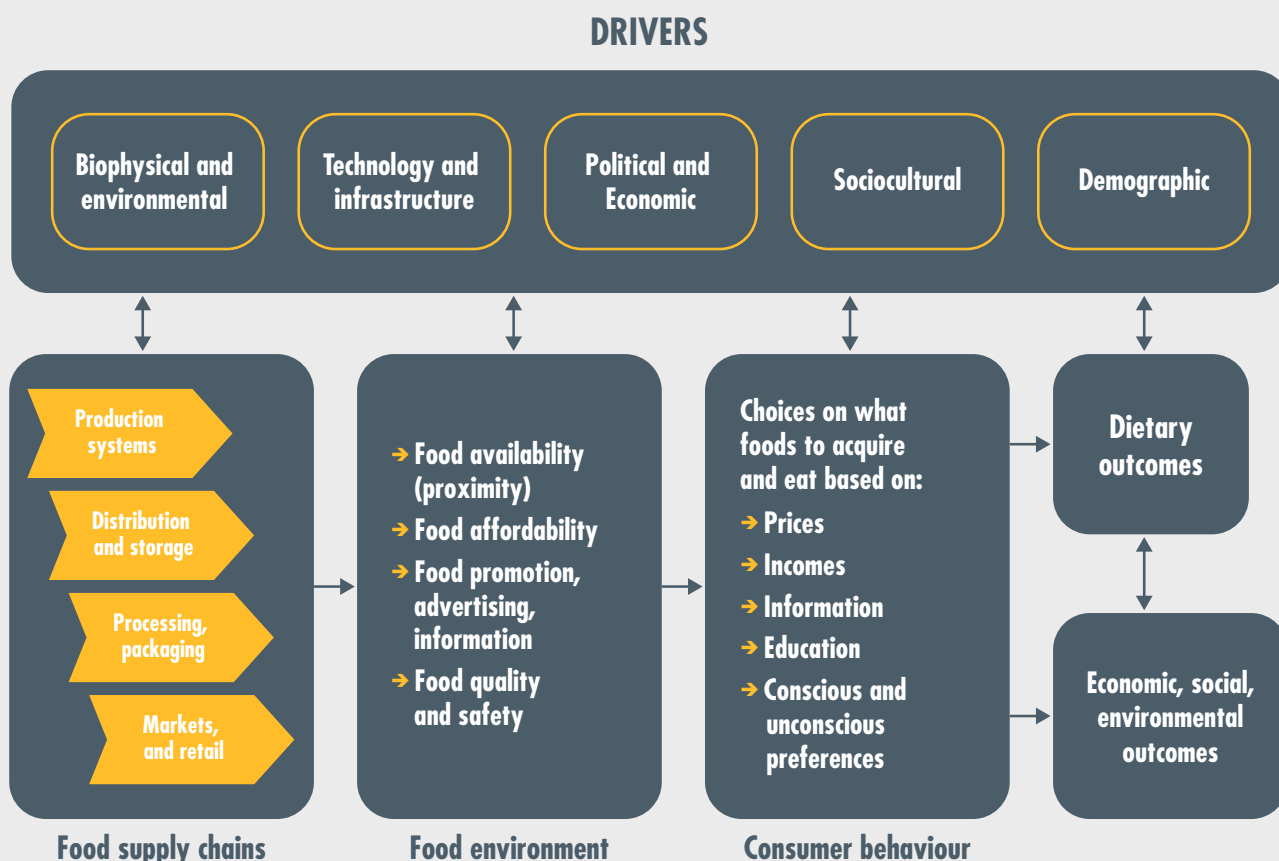 DRIVERS
Biophysical and
environmental
Technology and
infrastructure
Political and
Economic
Sociocultural
Demographic
Production
systems
Distribution
and storage
Processing,
packaging
Markets,
and retail
Food supply chains
→ Food availability
(proximity)
→ Food affordability
→ Food promotion,
advertising,
information
→ Food quality
and safety
Food environment
Choices on what
foods to acquire
and eat based on:
→ Prices
→ Incomes
→ Information
→ Education
→ Conscious and
unconscious
preferences
Consumer behaviour
Dietary
outcomes
Economic, social,
environmental
outcomes